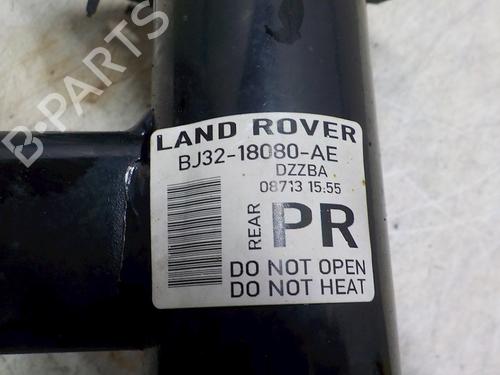 LAND ROVER
BJ32-18080-AE
DZZBA
08713 15:55
REAR PR
DO NOT OPEN
DO NOT HEAT
B-PARTS